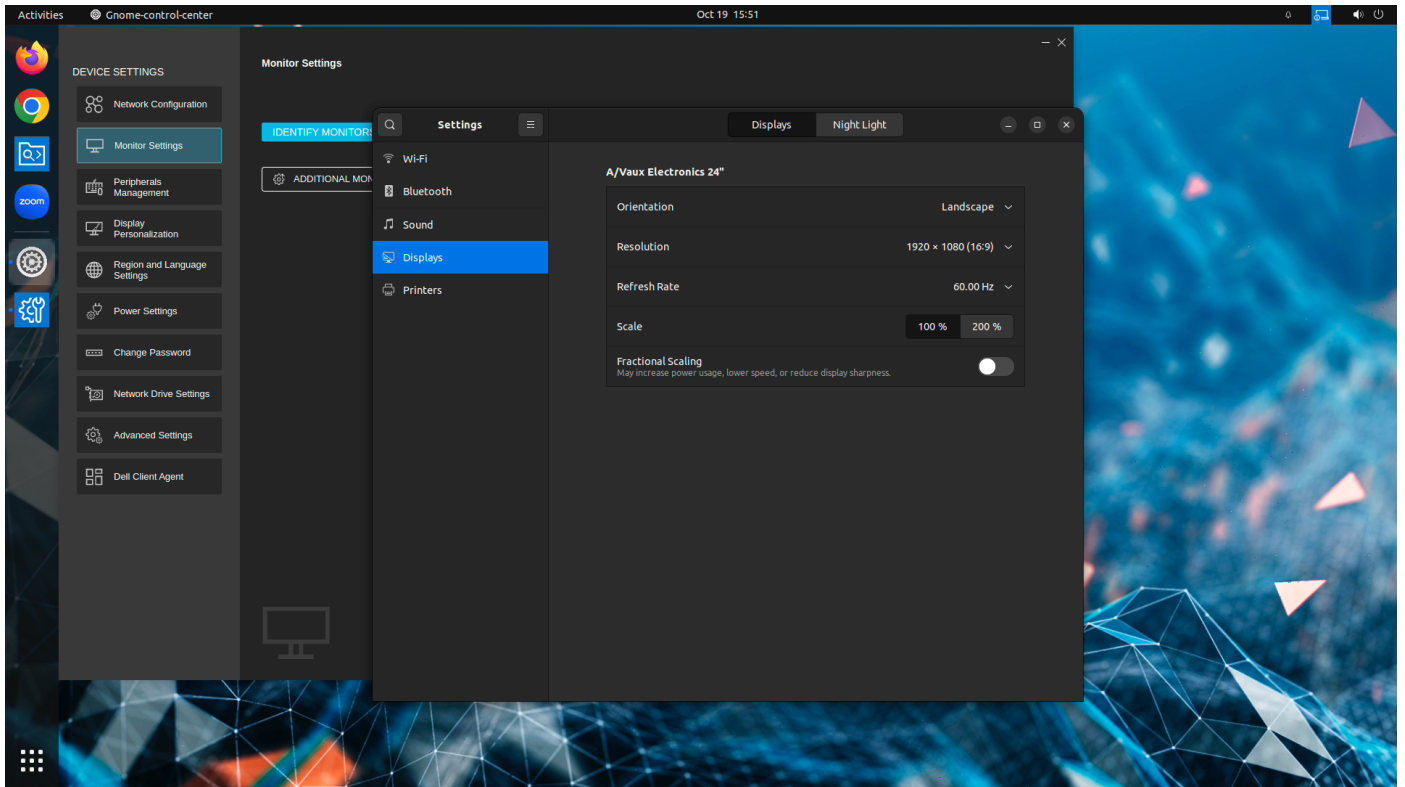 Activities
Gnome-control-center
Oct 19 15:51
zoom
DEVICE SETTINGS
Network Configuration
Monitor Settings
Peripherals
Management
Display
Personalization
Region and Language
Settings
Power Settings
Change Password
Network Drive Settings
Advanced Settings
Dell Client Agent
Monitor Settings
IDENTIFY MONITORS
ADDITIONAL MON
Settings
Wi-Fi
Bluetooth
Sound
Displays
Printers
Displays
Night Light
A/Vaux Electronics 24"
Orientation
Landscape
Resolution
1920 × 1080 (16:9)
Refresh Rate
60.00 Hz
Scale
100 %
200 %
Fractional Scaling
May increase power usage, lower speed, or reduce display sharpness.